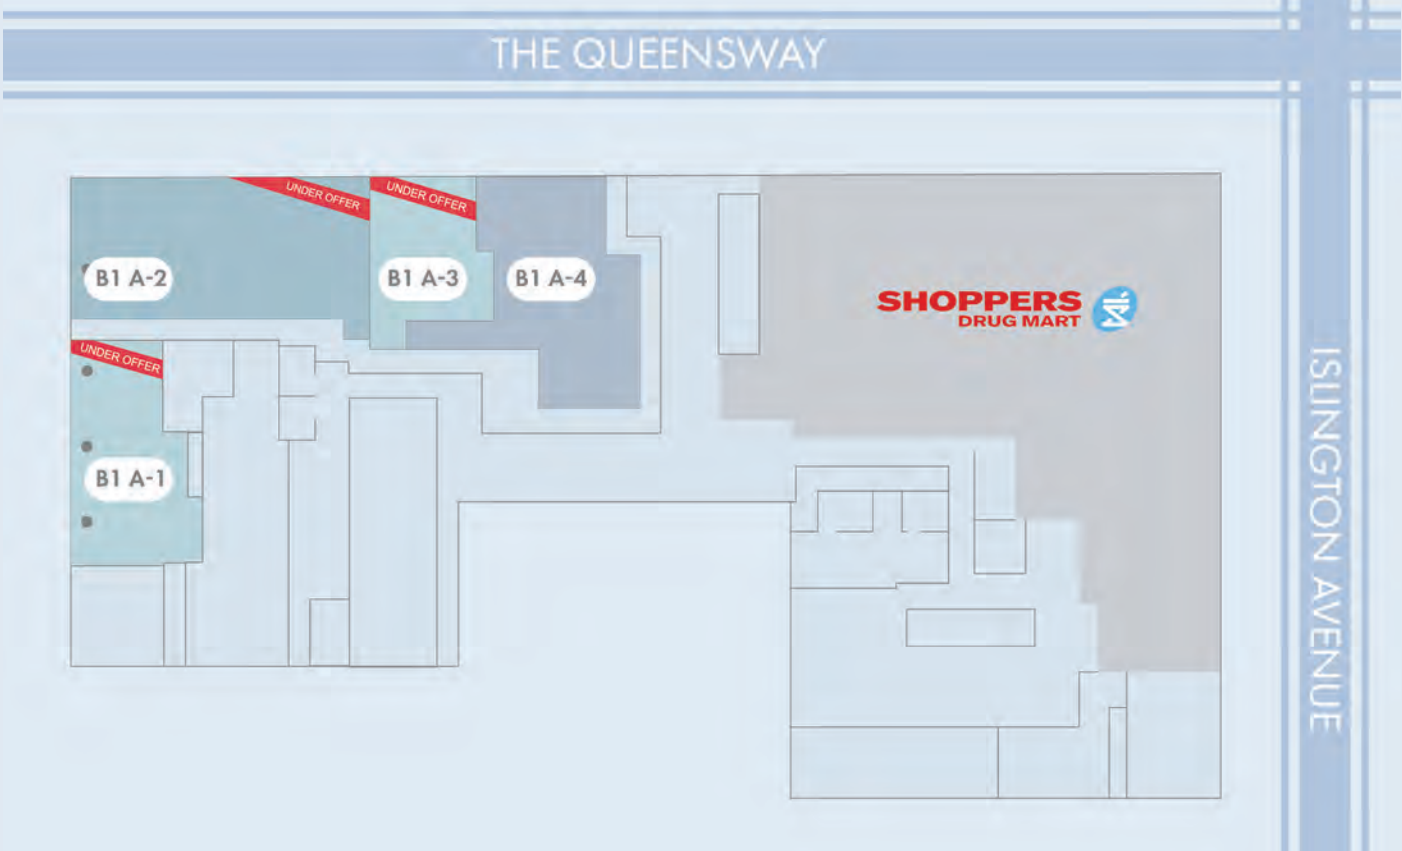 THE QUEENSWAY
UNDER OFFER
UNDER OFFER
B1 A-2
B1 A-3
B1 A-4
SHOPPERS
DRUG MART
UNDER OFFER
B1 A-1
ISLINGTON AVENUE